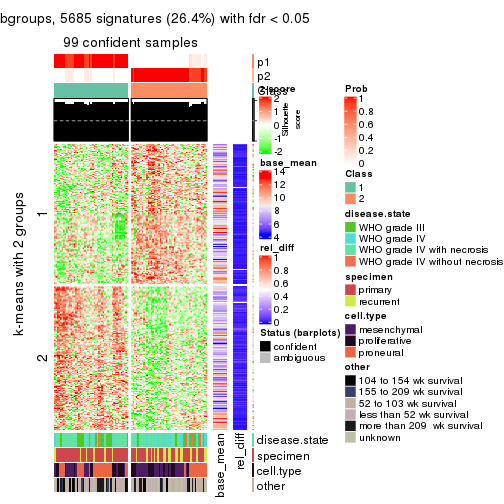 bgroups, 5685 signatures (26.4%) with fdr < 0.05
99 confident samples
p1
p2
Class
Silhouette
score
z-score
2
1
0
-1
-2
base_mean
14
12
10
8
6
4
rel_diff
1
0.8
0.6
0.4
0.2
0
Status (barplots)
confident
ambiguous
Prob
1
0.8
0.6
0.4
0.2
0
Class
1
2
disease.state
WHO grade III
WHO grade IV
WHO grade IV with necrosis
WHO grade IV without necrosis
specimen
primary
recurrent
cell.type
mesenchymal
proliferative
proneural
other
104 to 154 wk survival
155 to 209 wk survival
52 to 103 wk survival
less than 52 wk survival
more than 209 wk survival
unknown
k-means with 2 groups
1
2
base_mean
rel_diff
disease.state
specimen
cell.type
other